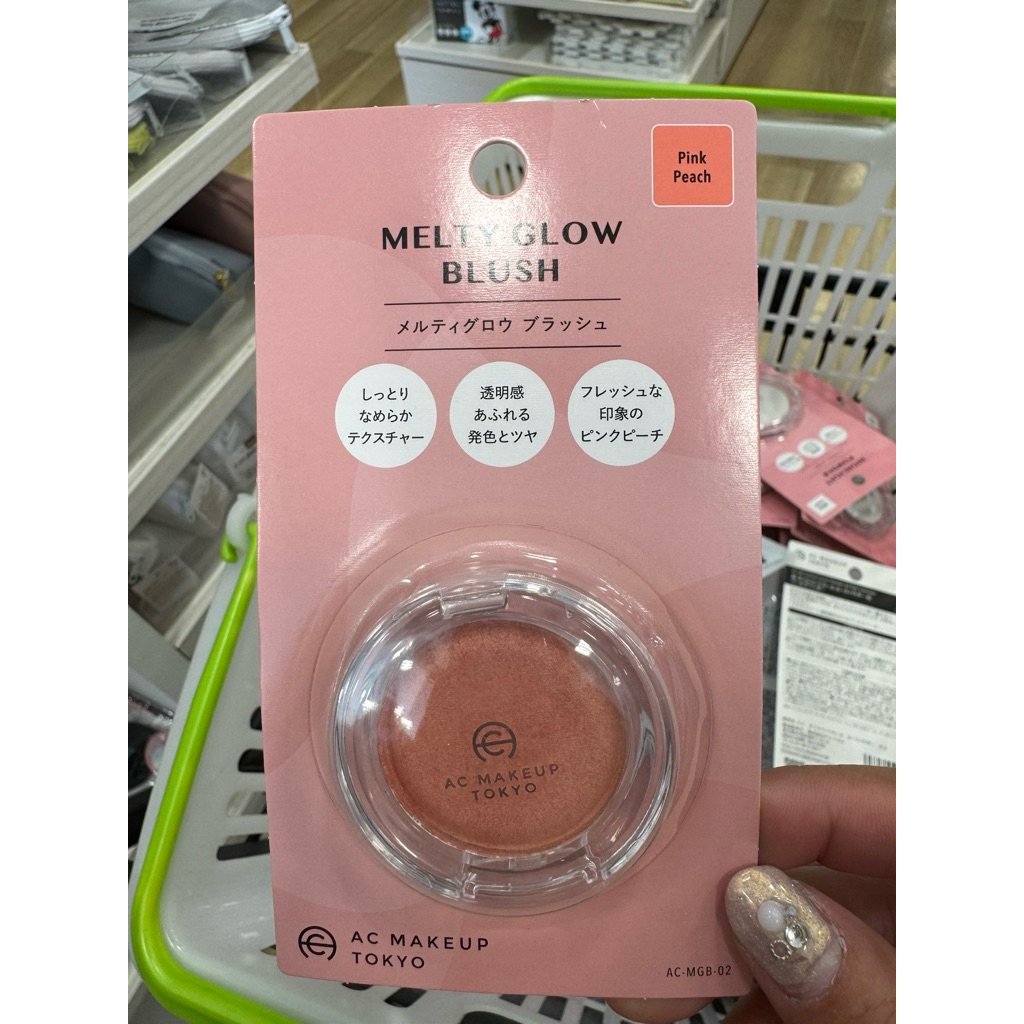 Pink
Peach
MELTY GLOW
BLUSH
メルティグロウ ブラッシュ
しっとり
なめらか
テクスチャー
透明感
あふれる
発色とツヤ
フレッシュな
印象の
ピンクピーチ
AC MAKEUP
TOKYO
AC MAKEUP
TOKYO
AC-MGB-02
AC MAKEUP
TOKYO